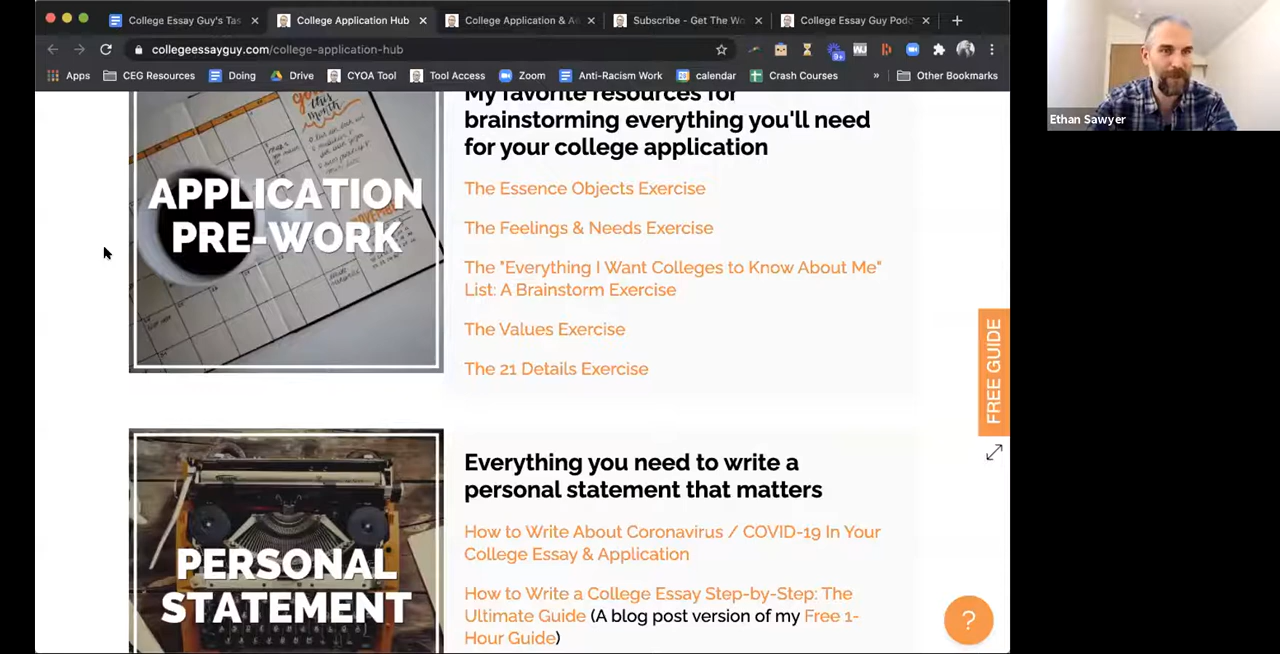 College Essay Guy's Tas
College Application Hub
College Application & A
Subscribe - Get The Wo
College Essay Guy Podc
collegeessayguy.com/college-application-hub
9+
Apps
CEG Resources
Doing
Drive
CYOA Tool
Tool Access
Zoom
Anti-Racism Work
calendar
Crash Courses
»
Other Bookmarks
Ethan Sawyer
My favorite resources for
brainstorming everything you'll need
for your college application
APPLICATION
PRE-WORK
The Essence Objects Exercise
The Feelings & Needs Exercise
The "Everything I Want Colleges to Know About Me"
List: A Brainstorm Exercise
The Values Exercise
The 21 Details Exercise
FREE GUIDE
PERSONAL
STATEMENT
Everything you need to write a
personal statement that matters
How to Write About Coronavirus / COVID-19 In Your
College Essay & Application
How to Write a College Essay Step-by-Step: The
Ultimate Guide (A blog post version of my Free 1-
Hour Guide)
?